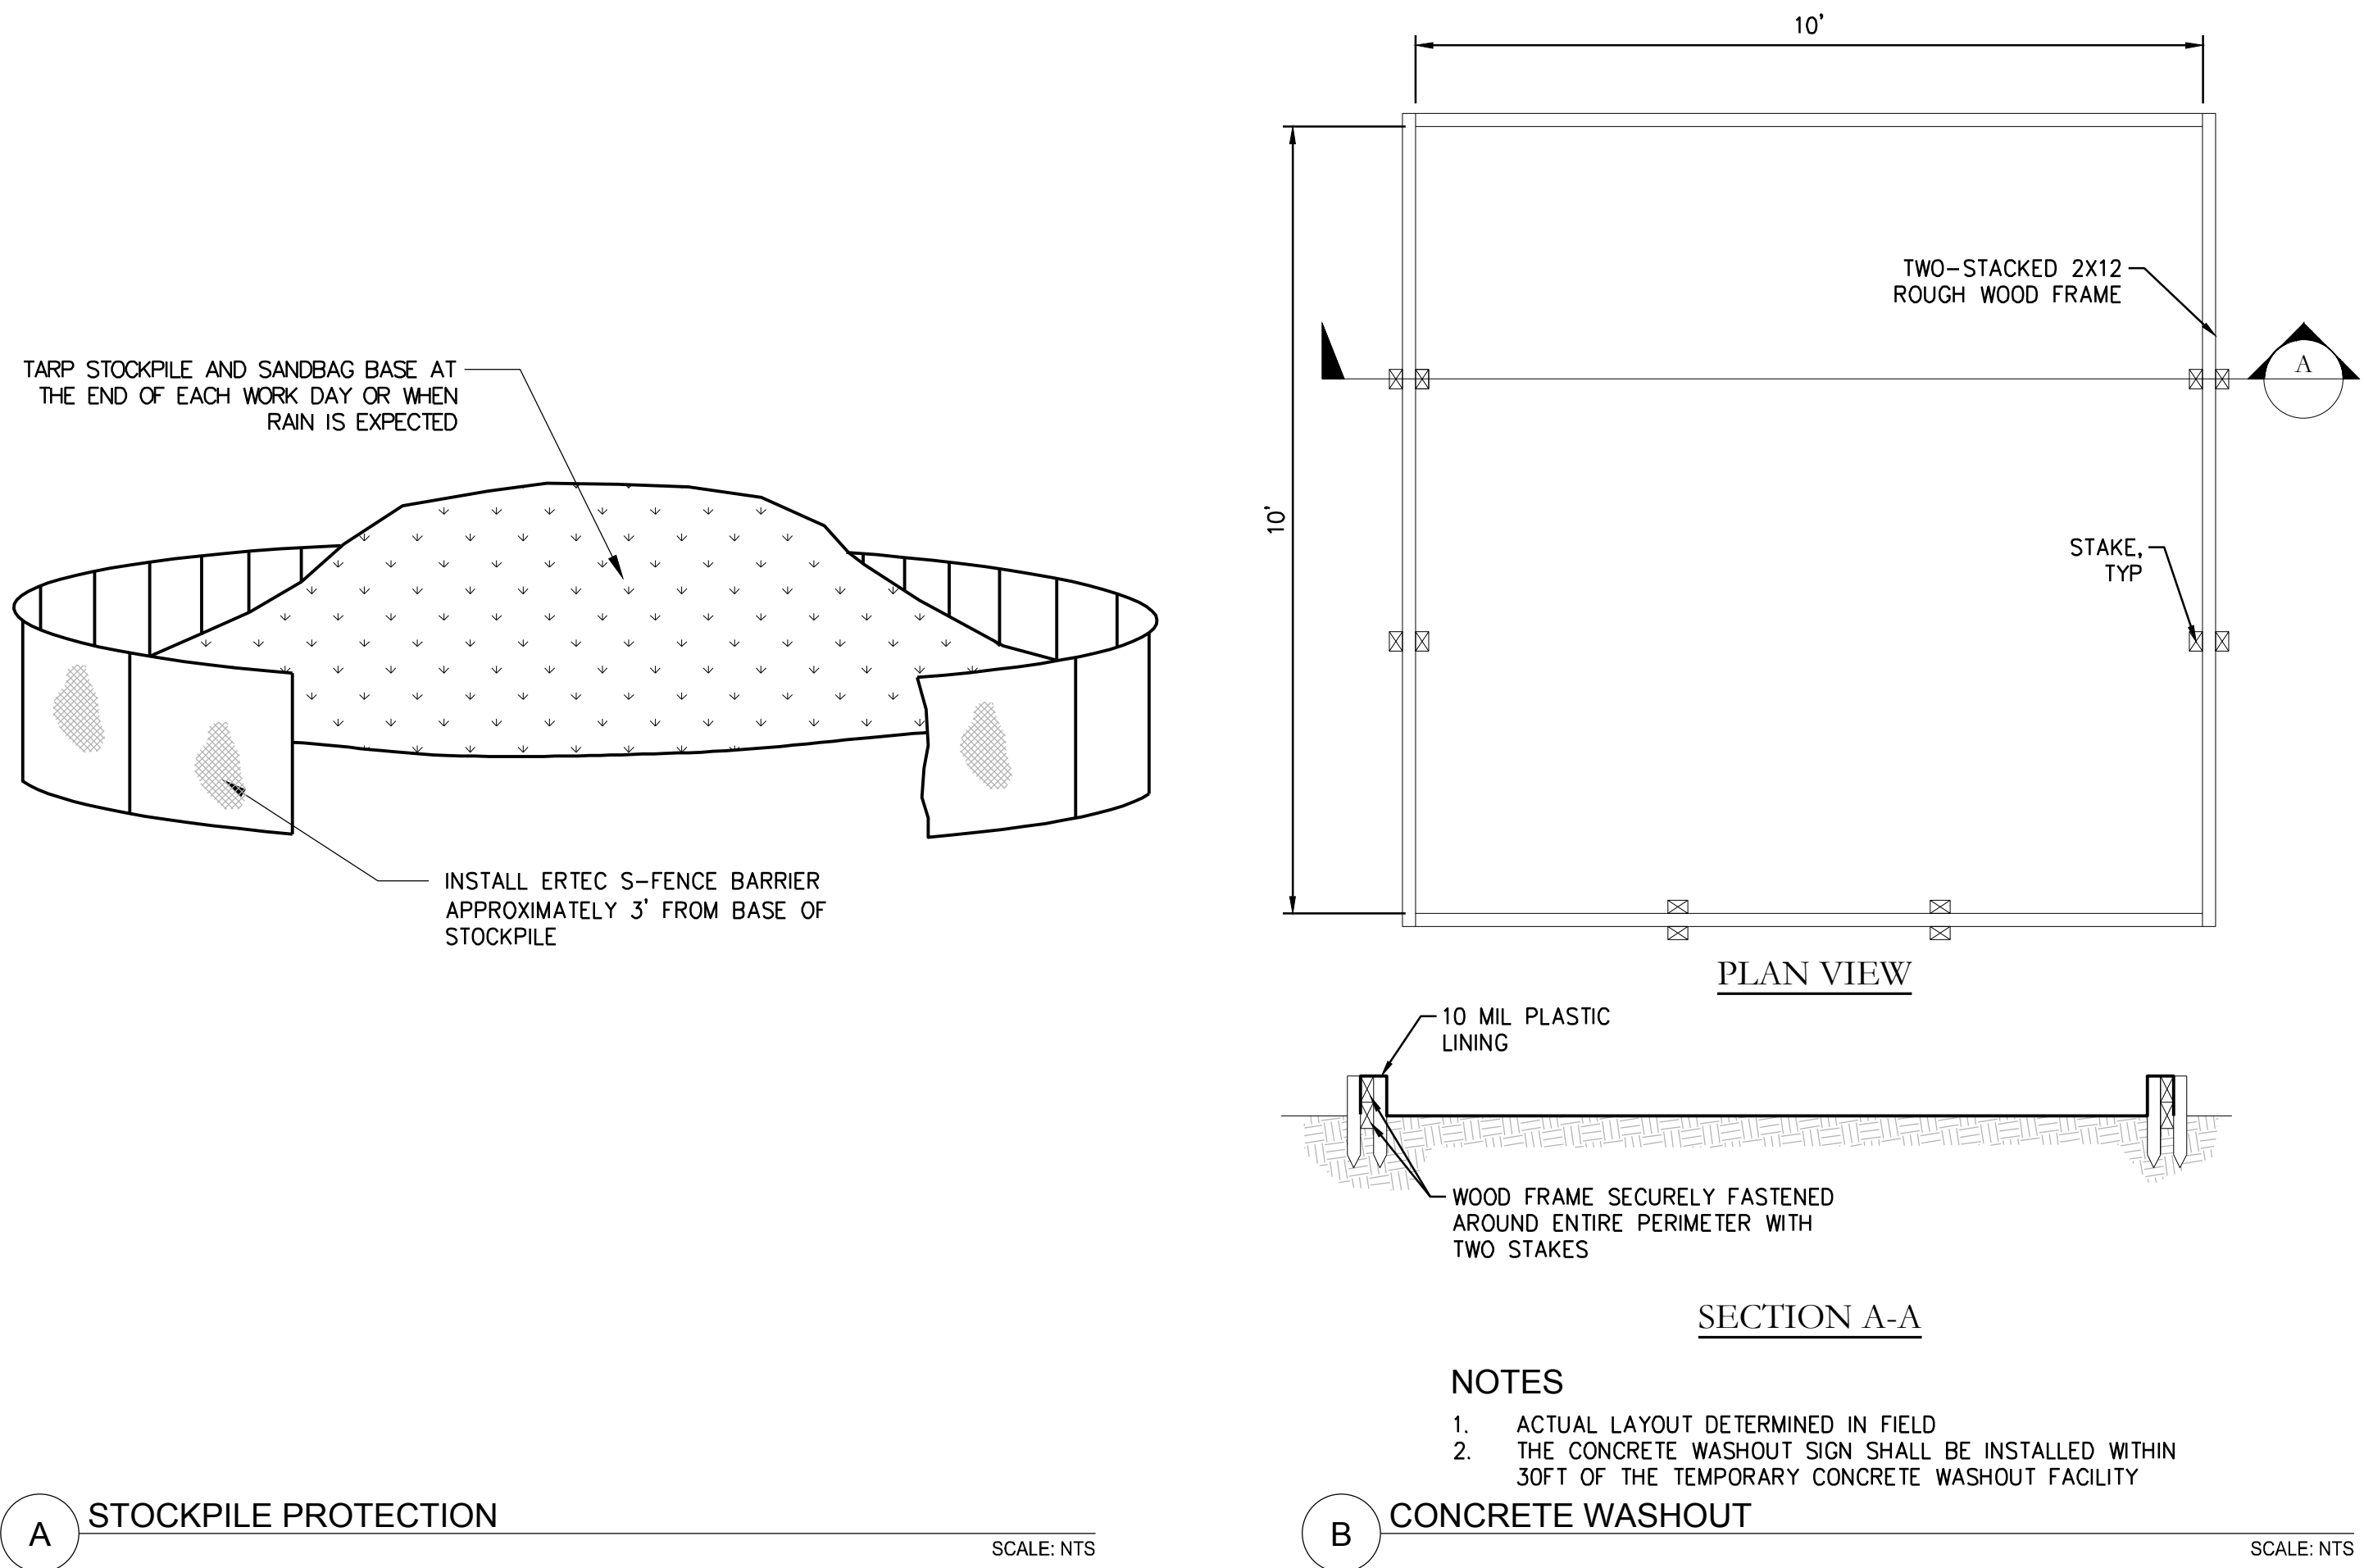 TARP STOCKPILE AND SANDBAG BASE AT
THE END OF EACH WORK DAY OR WHEN
RAIN IS EXPECTED
INSTALL ERTEC S-FENCE BARRIER
APPROXIMATELY 3' FROM BASE OF
STOCKPILE
A
STOCKPILE PROTECTION
SCALE: NTS
10'
10'
TWO-STACKED 2X12
ROUGH WOOD FRAME
A
STAKE,
TYP
PLAN VIEW
10 MIL PLASTIC
LINING
WOOD FRAME SECURELY FASTENED
AROUND ENTIRE PERIMETER WITH
TWO STAKES
SECTION A-A
NOTES
1. ACTUAL LAYOUT DETERMINED IN FIELD
2. THE CONCRETE WASHOUT SIGN SHALL BE INSTALLED WITHIN
30FT OF THE TEMPORARY CONCRETE WASHOUT FACILITY
B
CONCRETE WASHOUT
SCALE: NTS